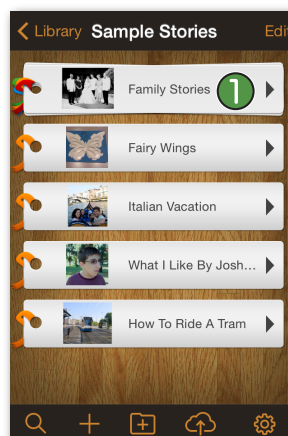 Library Sample Stories Edi
Family Stories 1
Fairy Wings
Italian Vacation
What I Like By Josh...
How To Ride A Tram